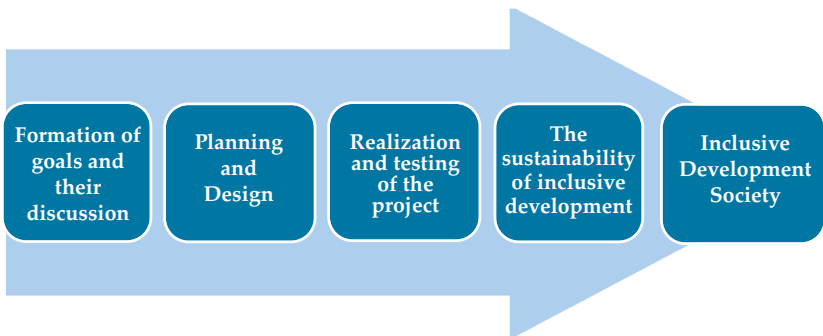 Formation of
goals and
their
discussion
Planning
and
Design
Realization
and testing
of the
project
The
sustainability
of inclusive
development
Inclusive
Development
Society